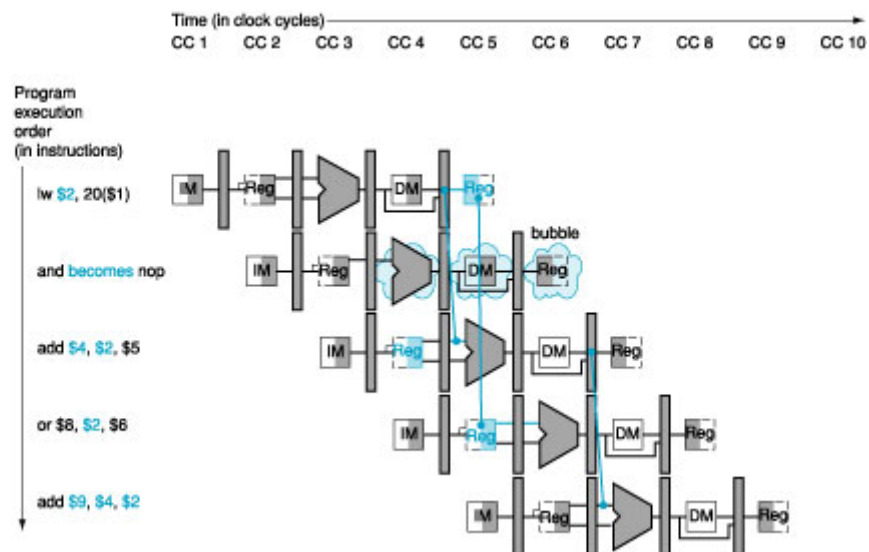 Time (in clock cycles)
CC 1 CC 2 CC 3 CC 4 CC 5 CC 6 CC 7 CC 8 CC 9 CC 10
Program
execution
order
(in instructions)
lw $2, 20($1)
IM Reg DM Reg
bubble
and becomes nop
IM Reg DM Reg
add $4, $2, $5
IM Reg DM Reg
or $8, $2, $6
IM Reg DM Reg
add $9, $4, $2
IM Reg DM Reg